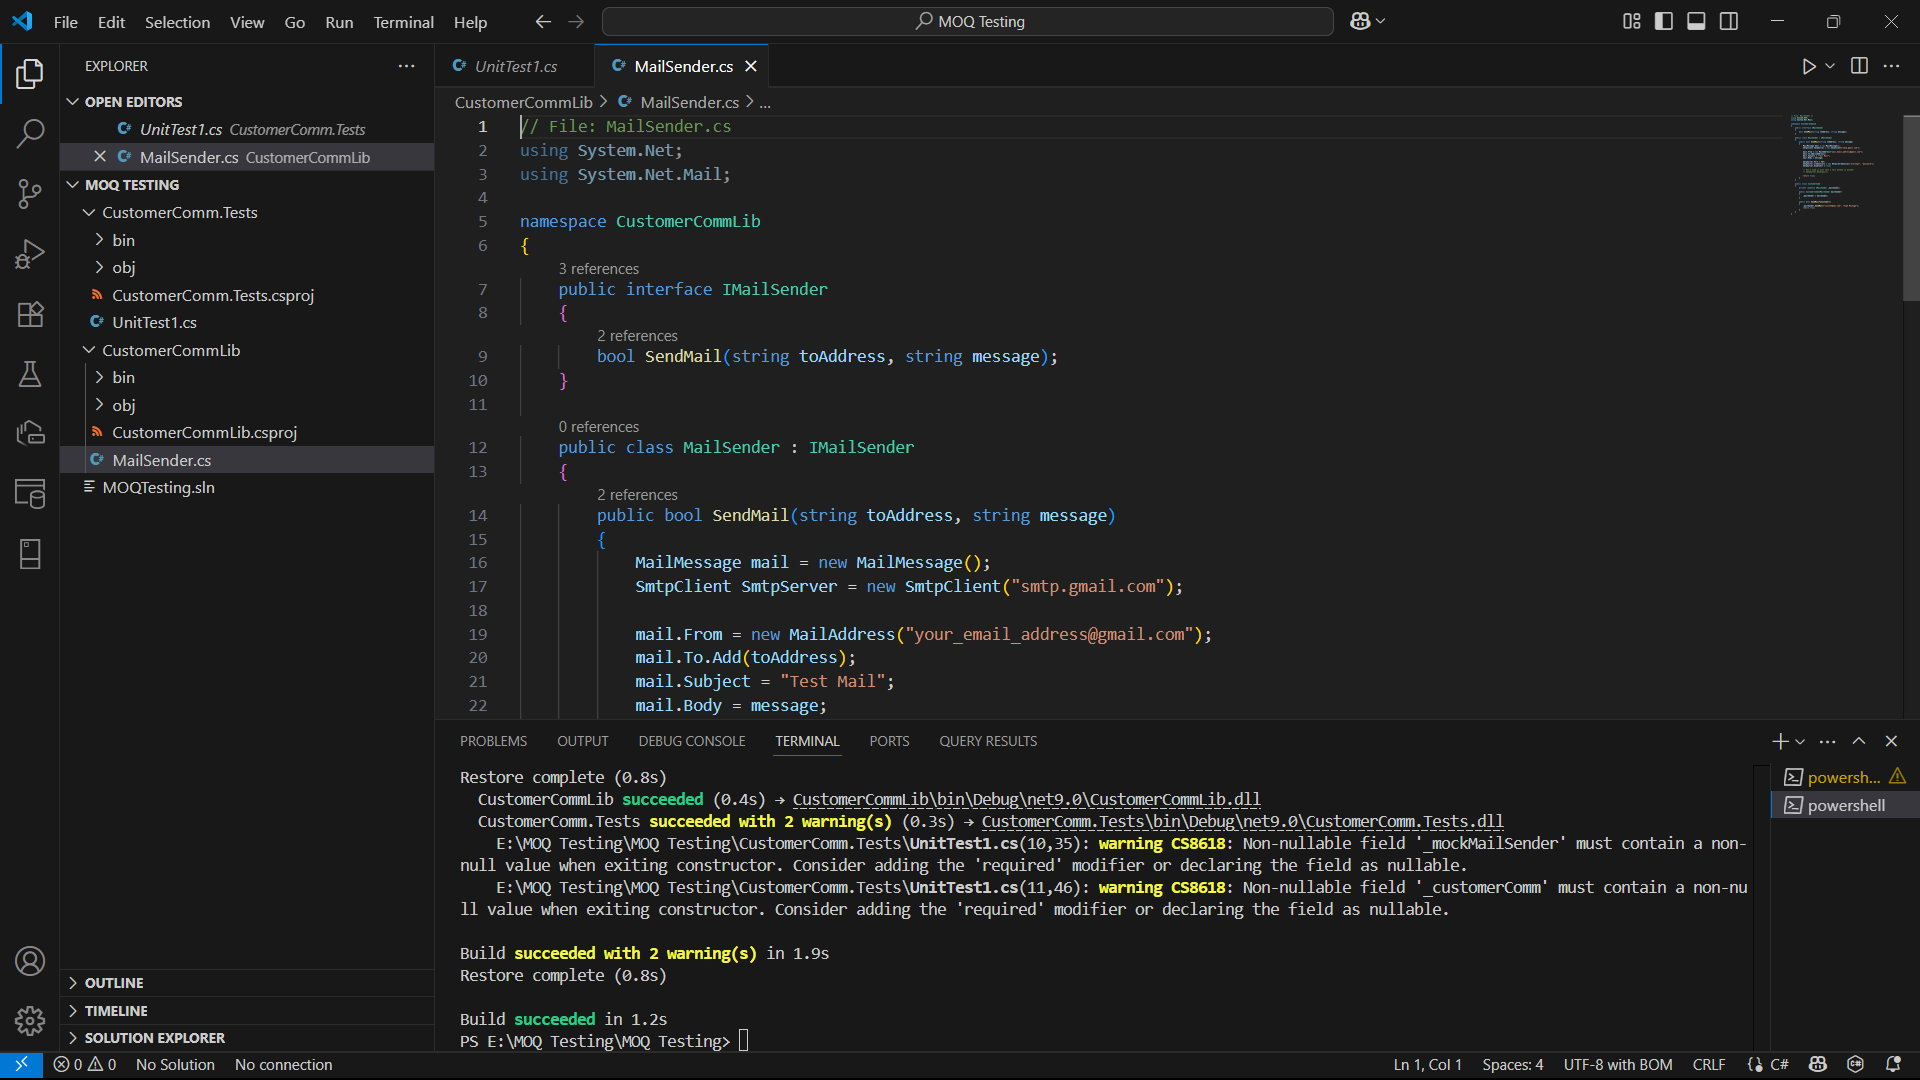 File Edit Selection View Go Run Terminal Help
MOQ Testing
EXPLORER
OPEN EDITORS
UnitTest1.cs CustomerComm.Tests
MailSender.cs CustomerCommLib
MOQ TESTING
CustomerComm.Tests
bin
obj
CustomerComm.Tests.csproj
UnitTest1.cs
CustomerCommLib
bin
obj
CustomerCommLib.csproj
MailSender.cs
MOQTesting.sln
OUTLINE
TIMELINE
SOLUTION EXPLORER
UnitTest1.cs
MailSender.cs
CustomerCommLib > MailSender.cs > ...
1 // File: MailSender.cs
2 using System.Net;
3 using System.Net.Mail;
4
5 namespace CustomerCommLib
6 {
3 references
7 public interface IMailSender
8 {
2 references
9 bool SendMail(string toAddress, string message);
10 }
11
0 references
12 public class MailSender : IMailSender
13 {
2 references
14 public bool SendMail(string toAddress, string message)
15 {
16 MailMessage mail = new MailMessage();
17 SmtpClient SmtpServer = new SmtpClient("smtp.gmail.com");
18
19 mail.From = new MailAddress("your_email_address@gmail.com");
20 mail.To.Add(toAddress);
21 mail.Subject = "Test Mail";
22 mail.Body = message;
PROBLEMS OUTPUT DEBUG CONSOLE TERMINAL PORTS QUERY RESULTS
Restore complete (0.8s)
CustomerCommLib succeeded (0.4s) → CustomerCommLib\bin\Debug\net9.0\CustomerCommLib.dll
CustomerComm.Tests succeeded with 2 warning(s) (0.3s) → CustomerComm.Tests\bin\Debug\net9.0\CustomerComm.Tests.dll
E:\MOQ Testing\MOQ Testing\CustomerComm.Tests\UnitTest1.cs(10,35): warning CS8618: Non-nullable field '_mockMailSender' must contain a non-
null value when exiting constructor. Consider adding the 'required' modifier or declaring the field as nullable.
E:\MOQ Testing\MOQ Testing\CustomerComm.Tests\UnitTest1.cs(11,46): warning CS8618: Non-nullable field '_customerComm' must contain a non-nu
ll value when exiting constructor. Consider adding the 'required' modifier or declaring the field as nullable.
Build succeeded with 2 warning(s) in 1.9s
Restore complete (0.8s)
Build succeeded in 1.2s
PS E:\MOQ Testing\MOQ Testing>
powersh...
powershell
0 0 No Solution No connection
Ln 1, Col 1 Spaces: 4 UTF-8 with BOM CRLF C#